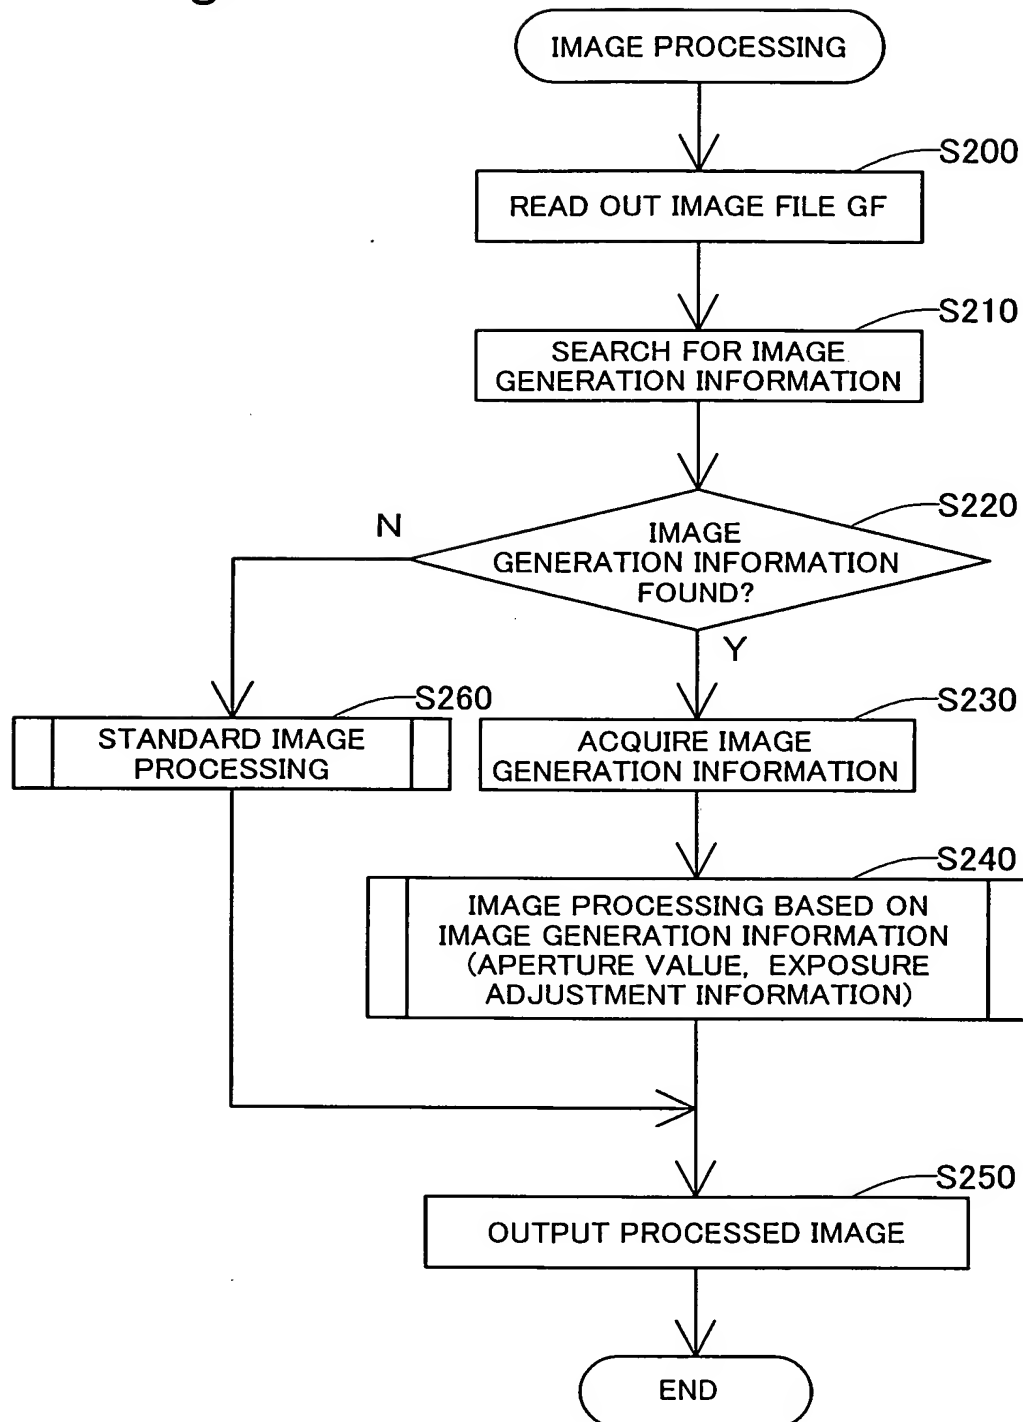 IMAGE PROCESSING
S200
READ OUT IMAGE FILE GF
S210
SEARCH FOR IMAGE
GENERATION INFORMATION
S220
N
IMAGE
GENERATION INFORMATION
FOUND?
Y
S260
S230
STANDARD IMAGE
PROCESSING
ACQUIRE IMAGE
GENERATION INFORMATION
S240
IMAGE PROCESSING BASED ON
IMAGE GENERATION INFORMATION
(APERTURE VALUE, EXPOSURE
ADJUSTMENT INFORMATION)
S250
OUTPUT PROCESSED IMAGE
END